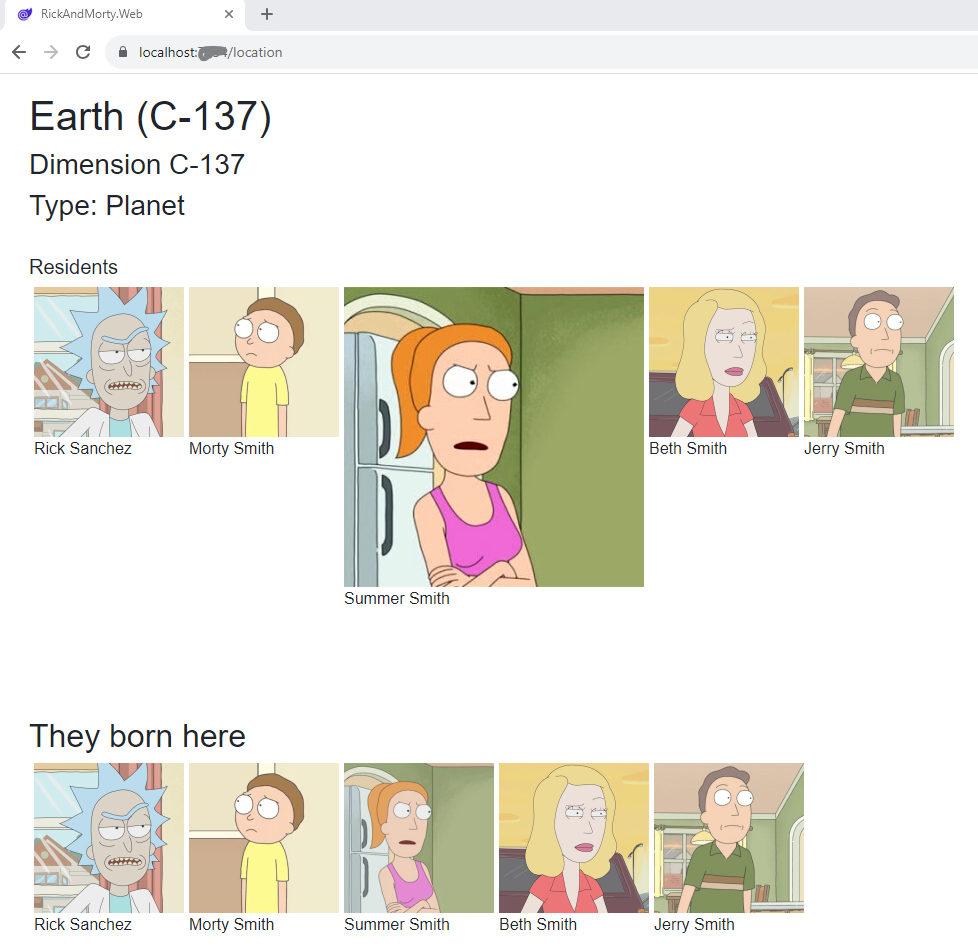 RickAndMorty.Web
localhost:/location
Earth (C-137)
Dimension C-137
Type: Planet
Residents
Rick Sanchez
Morty Smith
Summer Smith
Beth Smith
Jerry Smith
They born here
Rick Sanchez
Morty Smith
Summer Smith
Beth Smith
Jerry Smith